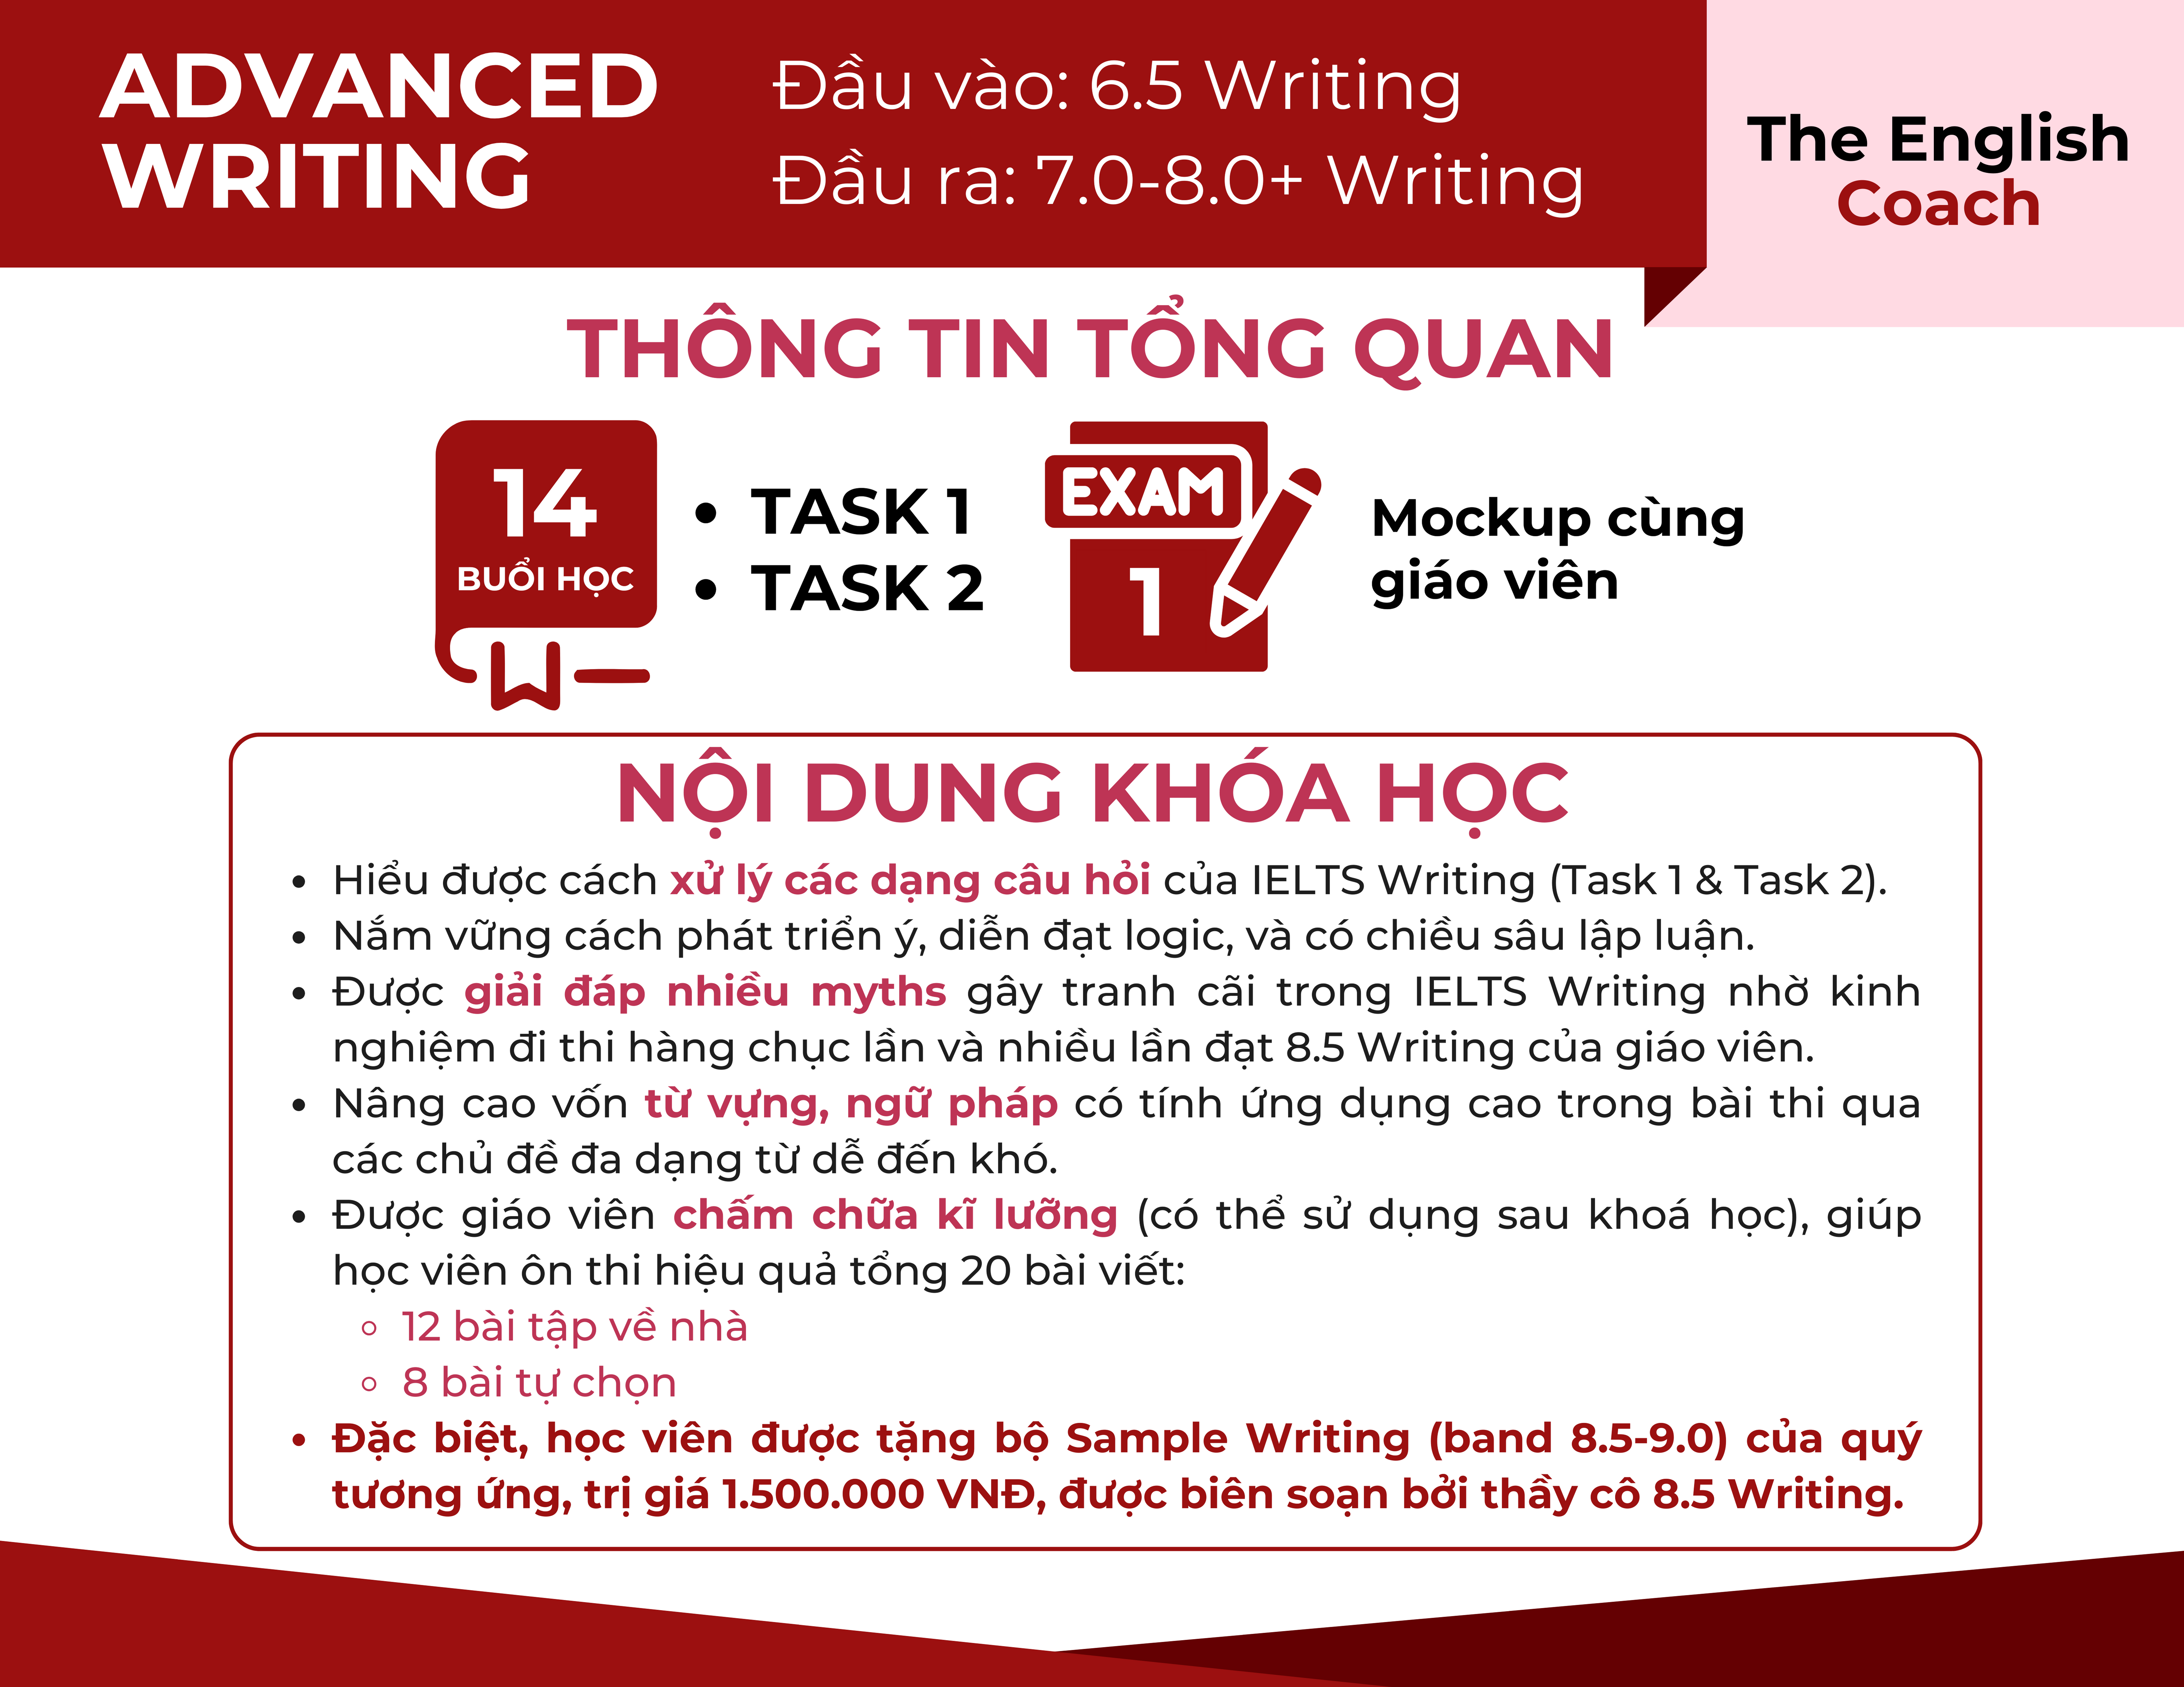 ADVANCED
WRITING
Đầu vào: 6.5 Writing
Đầu ra: 7.0-8.0+ Writing
The English
Coach
THÔNG TIN TỔNG QUAN
14
BUỔI HỌC
• TASK 1
• TASK 2
EXAM
1
Mockup cùng
giáo viên
NỘI DUNG KHÓA HỌC
• Hiểu được cách xử lý các dạng câu hỏi của IELTS Writing (Task 1 & Task 2).
• Nắm vững cách phát triển ý, diễn đạt logic, và có chiều sâu lập luận.
• Được giải đáp nhiều myths gây tranh cãi trong IELTS Writing nhờ kinh
nghiệm đi thi hàng chục lần và nhiều lần đạt 8.5 Writing của giáo viên.
• Nâng cao vốn từ vựng, ngữ pháp có tính ứng dụng cao trong bài thi qua
các chủ đề đa dạng từ dễ đến khó.
• Được giáo viên chấm chữa kĩ lưỡng (có thể sử dụng sau khoá học), giúp
học viên ôn thi hiệu quả tổng 20 bài viết:
◦ 12 bài tập về nhà
◦ 8 bài tự chọn
• Đặc biệt, học viên được tặng bộ Sample Writing (band 8.5-9.0) của quý
tương ứng, trị giá 1.500.000 VNĐ, được biên soạn bởi thầy cô 8.5 Writing.